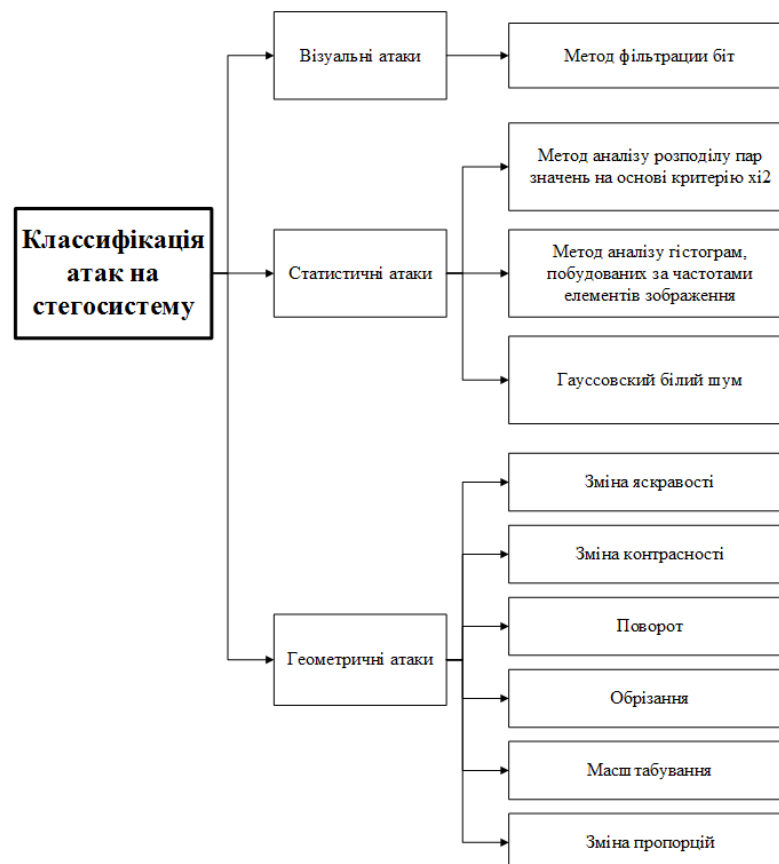 Візуальні атаки
Метод фільтрации біт
Классифікація
атак на
стегосистему
Статистичні атаки
Метод аналізу розподілу пар
значень на основі критерію хі2
Метод аналізу гістограм,
побудованих за частотами
елементів зображення
Гауссовский білий шум
Геометричні атаки
Зміна яскравості
Зміна контрасності
Поворот
Обрізання
Масштабування
Зміна пропорцій